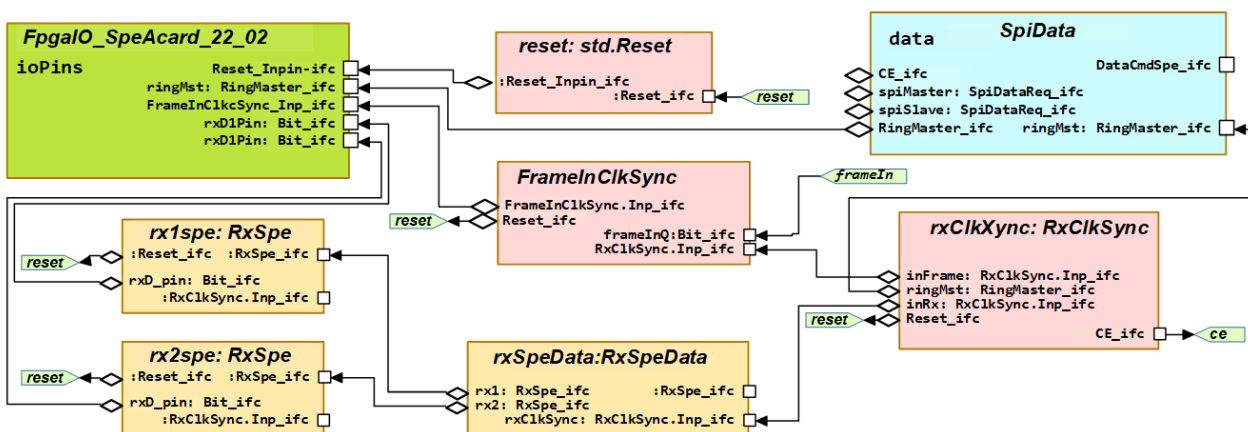 FpgaIO_SpeAcard_22_02
ioPins
Reset_Inpin-ifc
ringMst: RingMaster_ifc
FrameInClkcSync_Inp_ifc
rxD1Pin: Bit_ifc
rxD1Pin: Bit_ifc
reset: std.Reset
:Reset_Inpin_ifc
:Reset_ifc
reset
SpiData
data
DataCmdSpe_ifc
CE_ifc
spiMaster: SpiDataReq_ifc
spiSlave: SpiDataReq_ifc
RingMaster_ifc ringMst: RingMaster_ifc
FrameInClkSync
FrameInClkSync.Inp_ifc
reset
Reset_ifc
frameInQ:Bit_ifc
RxClkSync.Inp_ifc
frameIn
rxClkXync: RxClkSync
inFrame: RxClkSync.Inp_ifc
ringMst: RingMaster_ifc
inRx: RxClkSync.Inp_ifc
reset
Reset_ifc
CE_ifc
ce
rx1spe: RxSpe
reset
:Reset_ifc :RxSpe_ifc
rxD_pin: Bit_ifc
:RxClkSync.Inp_ifc
rx2spe: RxSpe
reset
:Reset_ifc :RxSpe_ifc
rxD_pin: Bit_ifc
:RxClkSync.Inp_ifc
rxSpeData:RxSpeData
rx1: RxSpe_ifc :RxSpe_ifc
rx2: RxSpe_ifc
rxClkSync: RxClkSync.Inp_ifc